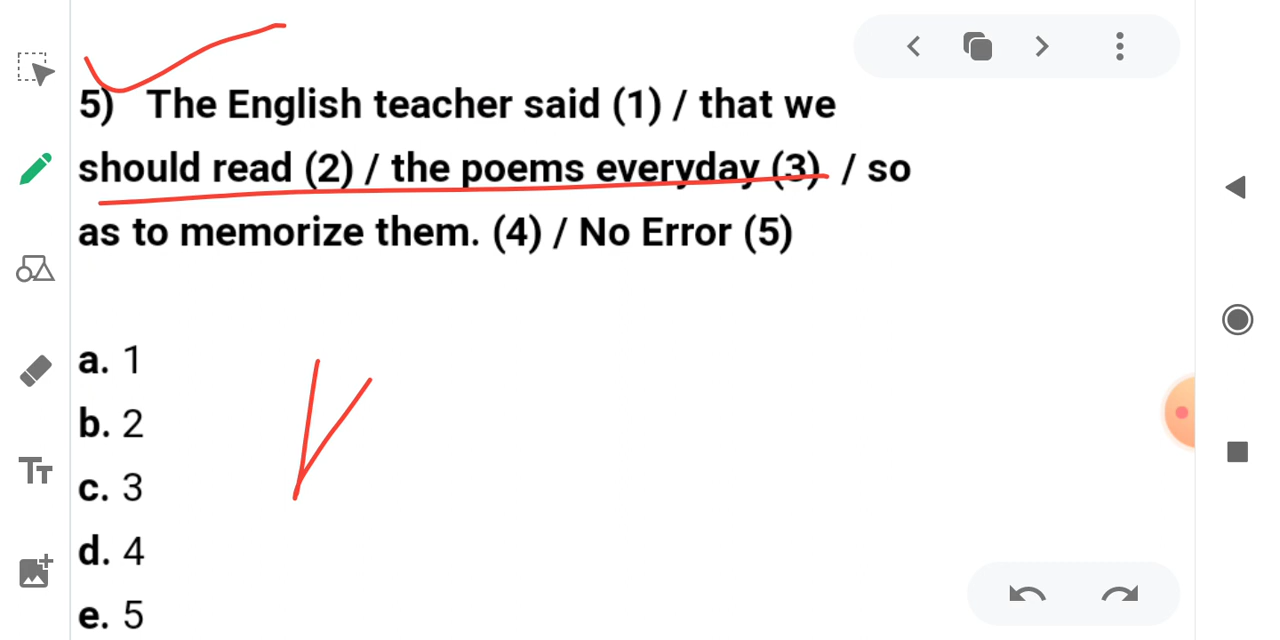 5) The English teacher said (1) / that we
should read (2) / the poems everyday (3) / so
as to memorize them. (4) / No Error (5)
a. 1
b. 2
c. 3
d. 4
e. 5